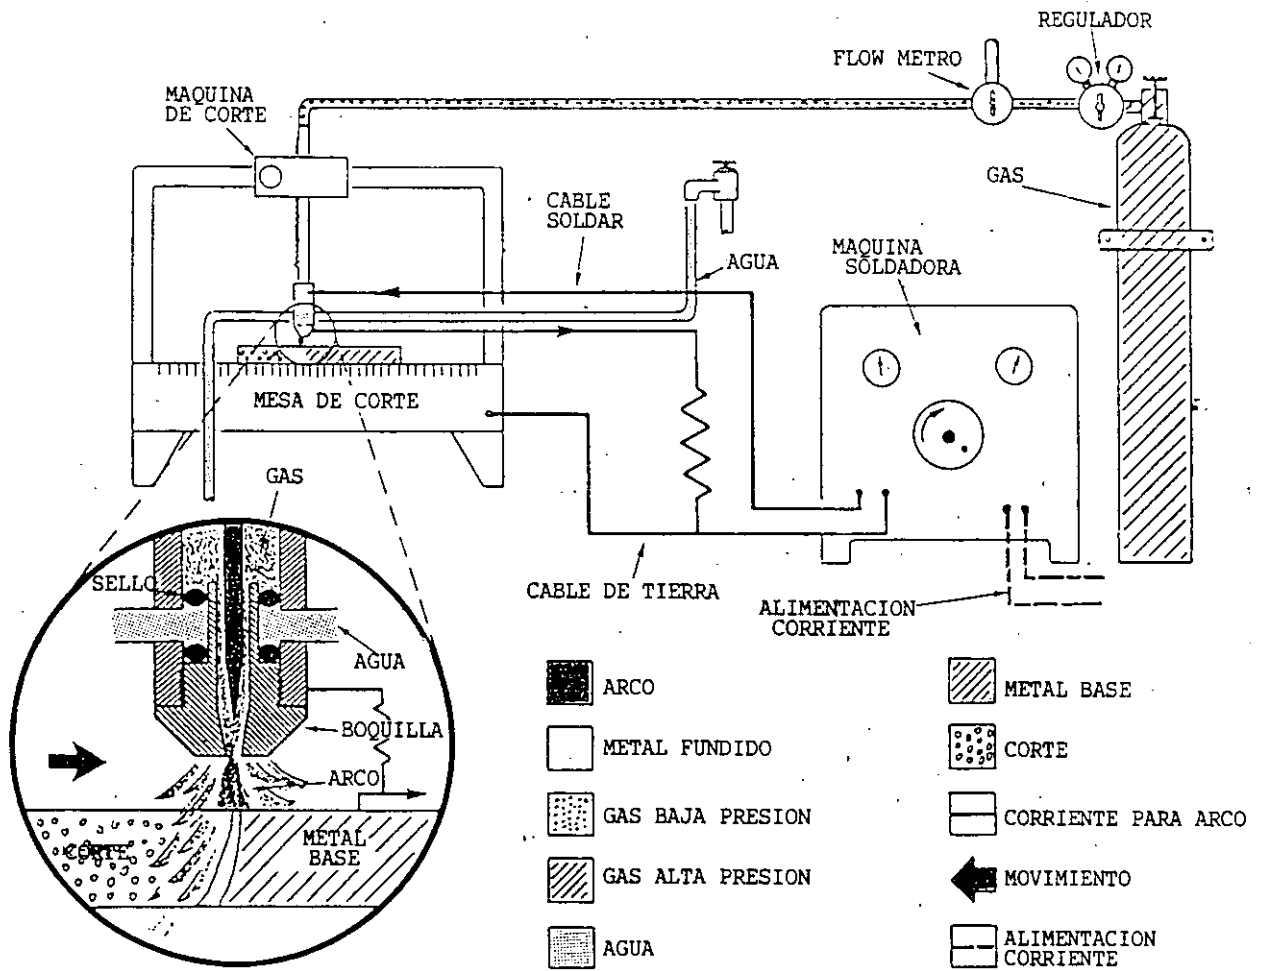 REGULADOR
FLOW METRO
MAQUINA
DE CORTE
GAS
CABLE
SOLDAR
AGUA
MAQUINA
SOLDADORA
MESA DE CORTE
GAS
SELLO
CABLE DE TIERRA
ALIMENTACION
CORRIENTE
AGUA
BOQUILLA
ARCO
CORTE
METAL
BASE
ARCO
METAL FUNDIDO
GAS BAJA PRESION
GAS ALTA PRESION
AGUA
METAL BASE
CORTE
CORRIENTE PARA ARCO
MOVIMIENTO
ALIMENTACION
CORRIENTE